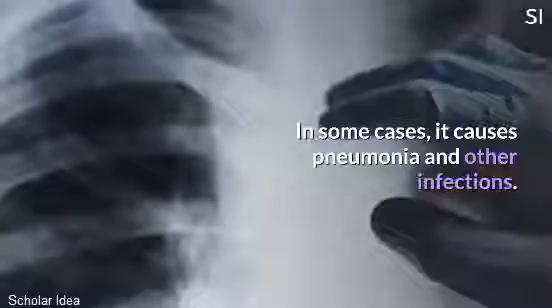 SI
In some cases, it causes
pneumonia and other
infections.
Scholar Idea